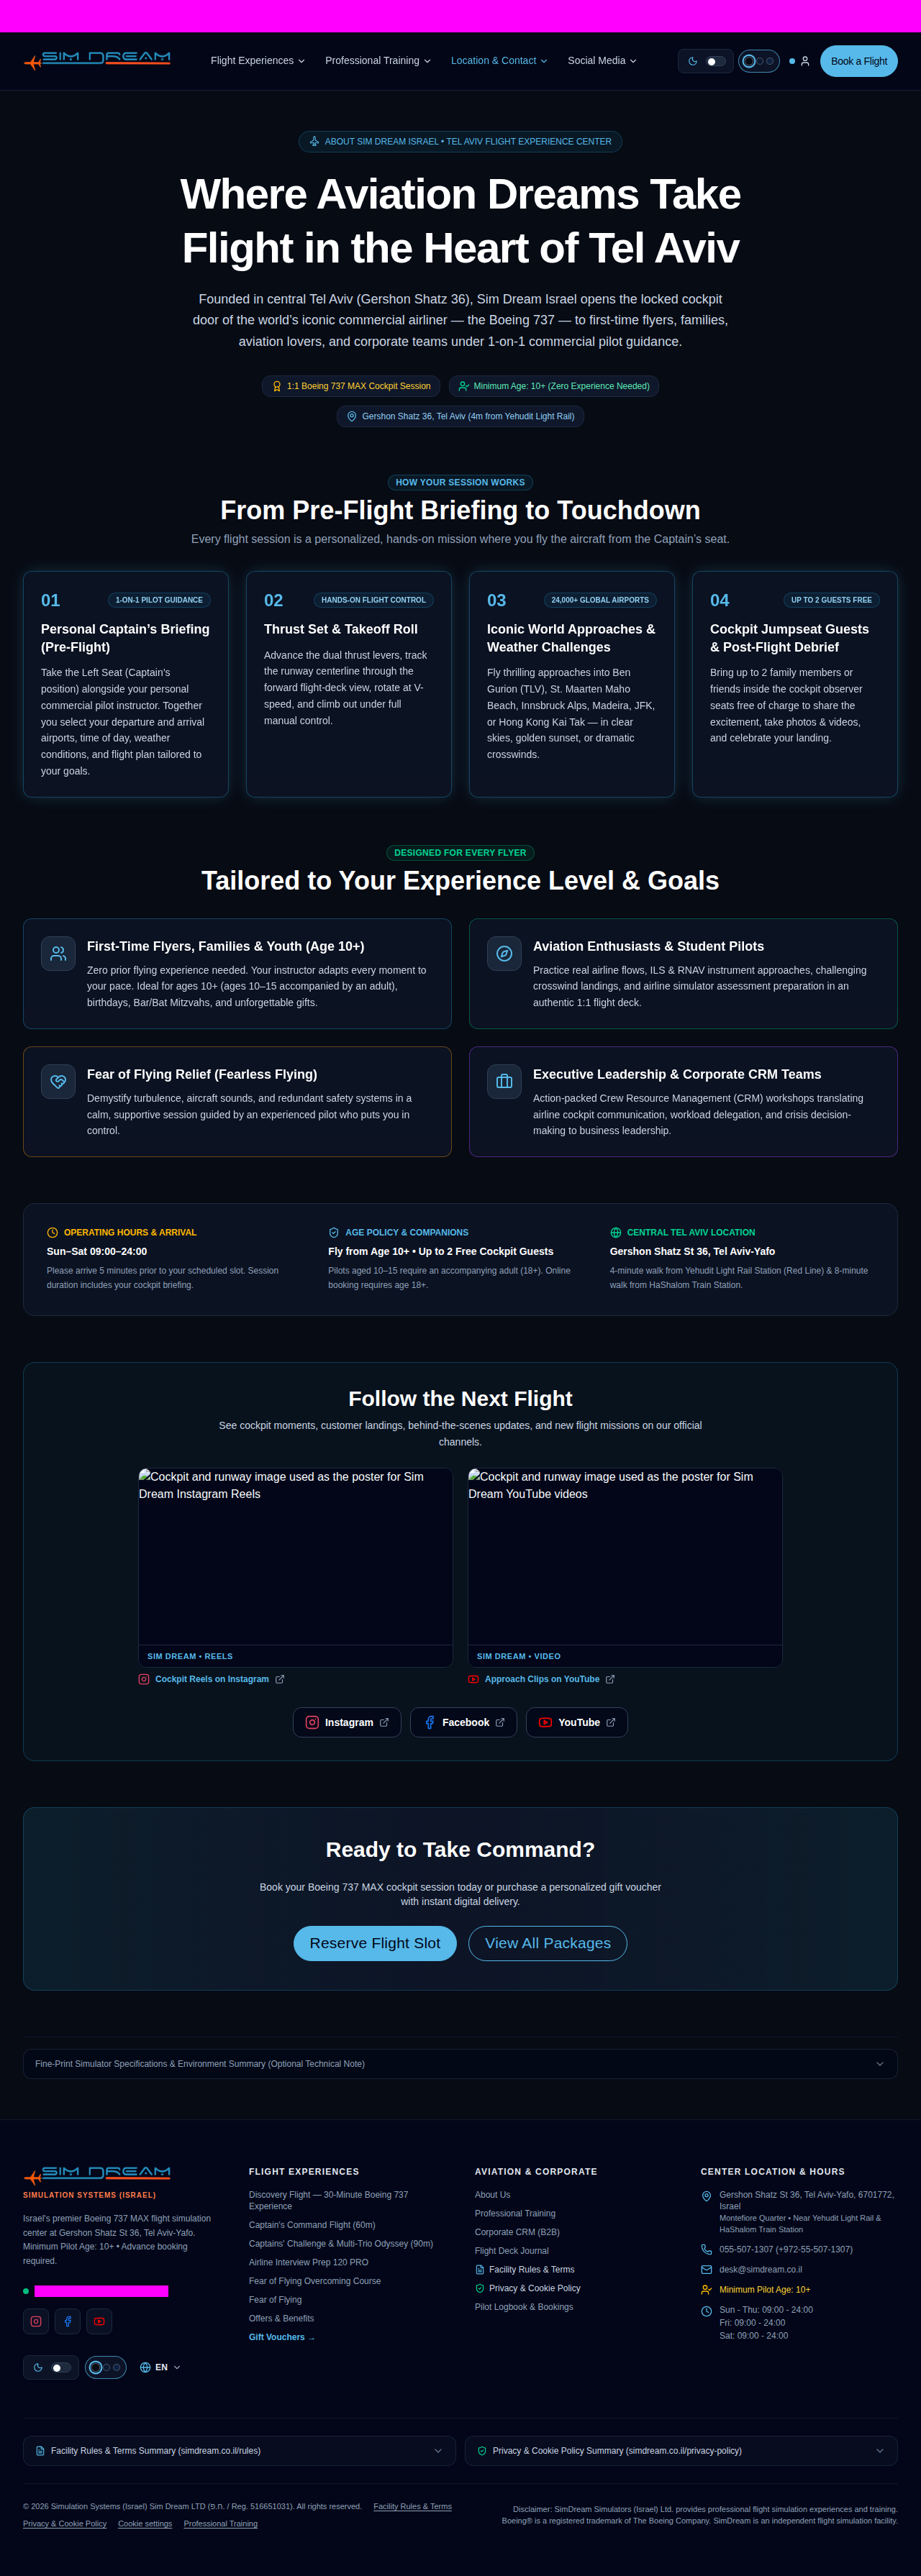 SIM DREAM
Flight Experiences
Professional Training
Location & Contact
Social Media
Book a Flight
ABOUT SIM DREAM ISRAEL • TEL AVIV FLIGHT EXPERIENCE CENTER
Where Aviation Dreams Take
Flight in the Heart of Tel Aviv
Founded in central Tel Aviv (Gershon Shatz 36), Sim Dream Israel opens the locked cockpit
door of the world’s iconic commercial airliner — the Boeing 737 — to first-time flyers, families,
aviation lovers, and corporate teams under 1-on-1 commercial pilot guidance.
1:1 Boeing 737 MAX Cockpit Session
Minimum Age: 10+ (Zero Experience Needed)
Gershon Shatz 36, Tel Aviv (4m from Yehudit Light Rail)
HOW YOUR SESSION WORKS
From Pre-Flight Briefing to Touchdown
Every flight session is a personalized, hands-on mission where you fly the aircraft from the Captain’s seat.
01
1-ON-1 PILOT GUIDANCE
Personal Captain’s Briefing
(Pre-Flight)
Take the Left Seat (Captain’s
position) alongside your personal
commercial pilot instructor. Together
you select your departure and arrival
airports, time of day, weather
conditions, and flight plan tailored to
your goals.
02
HANDS-ON FLIGHT CONTROL
Thrust Set & Takeoff Roll
Advance the dual thrust levers, track
the runway centerline through the
forward flight-deck view, rotate at V-
speed, and climb out under full
manual control.
03
24,000+ GLOBAL AIRPORTS
Iconic World Approaches &
Weather Challenges
Fly thrilling approaches into Ben
Gurion (TLV), St. Maarten Maho
Beach, Innsbruck Alps, Madeira, JFK,
or Hong Kong Kai Tak — in clear
skies, golden sunset, or dramatic
crosswinds.
04
UP TO 2 GUESTS FREE
Cockpit Jumpseat Guests
& Post-Flight Debrief
Bring up to 2 family members or
friends inside the cockpit observer
seats free of charge to share the
excitement, take photos & videos,
and celebrate your landing.
DESIGNED FOR EVERY FLYER
Tailored to Your Experience Level & Goals
First-Time Flyers, Families & Youth (Age 10+)
Zero prior flying experience needed. Your instructor adapts every moment to
your pace. Ideal for ages 10+ (ages 10–15 accompanied by an adult),
birthdays, Bar/Bat Mitzvahs, and unforgettable gifts.
Aviation Enthusiasts & Student Pilots
Practice real airline flows, ILS & RNAV instrument approaches, challenging
crosswind landings, and airline simulator assessment preparation in an
authentic 1:1 flight deck.
Fear of Flying Relief (Fearless Flying)
Demystify turbulence, aircraft sounds, and redundant safety systems in a
calm, supportive session guided by an experienced pilot who puts you in
control.
Executive Leadership & Corporate CRM Teams
Action-packed Crew Resource Management (CRM) workshops translating
airline cockpit communication, workload delegation, and crisis decision-
making to business leadership.
OPERATING HOURS & ARRIVAL
Sun–Sat 09:00–24:00
Please arrive 5 minutes prior to your scheduled slot. Session
duration includes your cockpit briefing.
AGE POLICY & COMPANIONS
Fly from Age 10+ • Up to 2 Free Cockpit Guests
Pilots aged 10–15 require an accompanying adult (18+). Online
booking requires age 18+.
CENTRAL TEL AVIV LOCATION
Gershon Shatz St 36, Tel Aviv-Yafo
4-minute walk from Yehudit Light Rail Station (Red Line) & 8-minute
walk from HaShalom Train Station.
Follow the Next Flight
See cockpit moments, customer landings, behind-the-scenes updates, and new flight missions on our official
channels.
Cockpit and runway image used as the poster for Sim
Dream Instagram Reels
SIM DREAM • REELS
Cockpit Reels on Instagram
Cockpit and runway image used as the poster for Sim
Dream YouTube videos
SIM DREAM • VIDEO
Approach Clips on YouTube
Instagram
Facebook
YouTube
Ready to Take Command?
Book your Boeing 737 MAX cockpit session today or purchase a personalized gift voucher
with instant digital delivery.
Reserve Flight Slot
View All Packages
Fine-Print Simulator Specifications & Environment Summary (Optional Technical Note)
SIM DREAM
SIMULATION SYSTEMS (ISRAEL)
Israel's premier Boeing 737 MAX flight simulation
center at Gershon Shatz St 36, Tel Aviv-Yafo.
Minimum Pilot Age: 10+ • Advance booking
required.
EN
FLIGHT EXPERIENCES
Discovery Flight — 30-Minute Boeing 737
Experience
Captain's Command Flight (60m)
Captains' Challenge & Multi-Trio Odyssey (90m)
Airline Interview Prep 120 PRO
Fear of Flying Overcoming Course
Fear of Flying
Offers & Benefits
Gift Vouchers →
AVIATION & CORPORATE
About Us
Professional Training
Corporate CRM (B2B)
Flight Deck Journal
Facility Rules & Terms
Privacy & Cookie Policy
Pilot Logbook & Bookings
CENTER LOCATION & HOURS
Gershon Shatz St 36, Tel Aviv-Yafo, 6701772,
Israel
Montefiore Quarter • Near Yehudit Light Rail &
HaShalom Train Station
055-507-1307 (+972-55-507-1307)
desk@simdream.co.il
Minimum Pilot Age: 10+
Sun - Thu: 09:00 - 24:00
Fri: 09:00 - 24:00
Sat: 09:00 - 24:00
Facility Rules & Terms Summary (simdream.co.il/rules)
Privacy & Cookie Policy Summary (simdream.co.il/privacy-policy)
© 2026 Simulation Systems (Israel) Sim Dream LTD (ח.פ. / Reg. 516651031). All rights reserved.
Facility Rules & Terms
Privacy & Cookie Policy
Cookie settings
Professional Training
Disclaimer: SimDream Simulators (Israel) Ltd. provides professional flight simulation experiences and training.
Boeing® is a registered trademark of The Boeing Company. SimDream is an independent flight simulation facility.